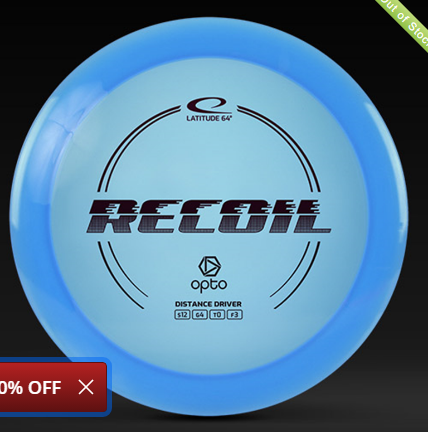 Out of Stock
LATITUDE 64°
RECOIL
opto
DISTANCE DRIVER
S12 G4 T0 F3
0% OFF